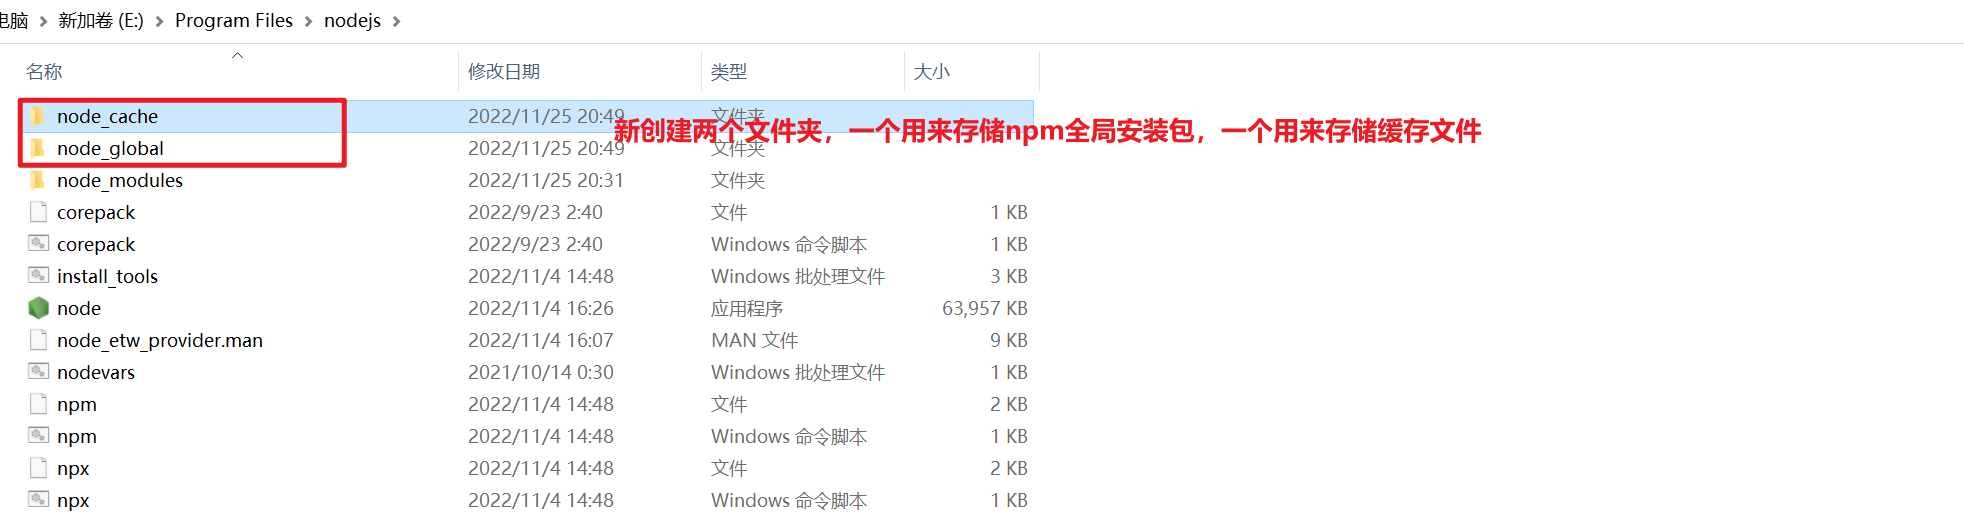 电脑 > 新加卷 (E:) > Program Files > nodejs >
名称 修改日期 类型 大小
node_cache 2022/11/25 20:49 文件夹
新创建两个文件夹，一个用来存储npm全局安装包，一个用来存储缓存文件
node_global 2022/11/25 20:49 文件夹
node_modules 2022/11/25 20:31 文件夹
corepack 2022/9/23 2:40 文件 1 KB
corepack 2022/9/23 2:40 Windows 命令脚本 1 KB
install_tools 2022/11/4 14:48 Windows 批处理文件 3 KB
node 2022/11/4 16:26 应用程序 63,957 KB
node_etw_provider.man 2022/11/4 16:07 MAN 文件 9 KB
nodevars 2021/10/14 0:30 Windows 批处理文件 1 KB
npm 2022/11/4 14:48 文件 2 KB
npm 2022/11/4 14:48 Windows 命令脚本 1 KB
npx 2022/11/4 14:48 文件 2 KB
npx 2022/11/4 14:48 Windows 命令脚本 1 KB